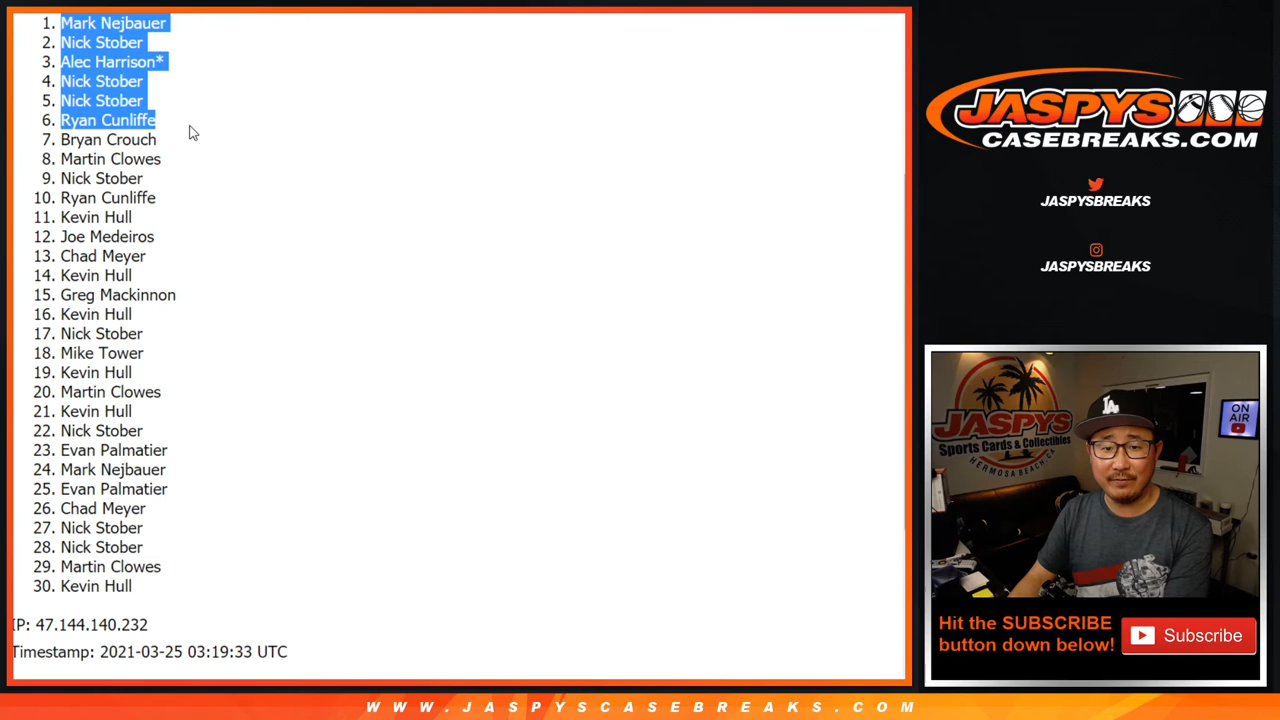 1. Mark Nejbauer
2. Nick Stober
3. Alec Harrison*
4. Nick Stober
5. Nick Stober
6. Ryan Cunliffe
7. Bryan Crouch
8. Martin Clowes
9. Nick Stober
10. Ryan Cunliffe
11. Kevin Hull
12. Joe Medeiros
13. Chad Meyer
14. Kevin Hull
15. Greg Mackinnon
16. Kevin Hull
17. Nick Stober
18. Mike Tower
19. Kevin Hull
20. Martin Clowes
21. Kevin Hull
22. Nick Stober
23. Evan Palmatier
24. Mark Nejbauer
25. Evan Palmatier
26. Chad Meyer
27. Nick Stober
28. Nick Stober
29. Martin Clowes
30. Kevin Hull
IP: 47.144.140.232
Timestamp: 2021-03-25 03:19:33 UTC
JASPYS
CASEBREAKS.COM
JASPYSBREAKS
JASPYSBREAKS
JASPYS
Sports Cards & Collectibles
HERMOSA BEACH, CA
LA
ON
AIR
Hit the SUBSCRIBE
button down below!
Subscribe
WWW.JASPYSCASEBREAKS.COM